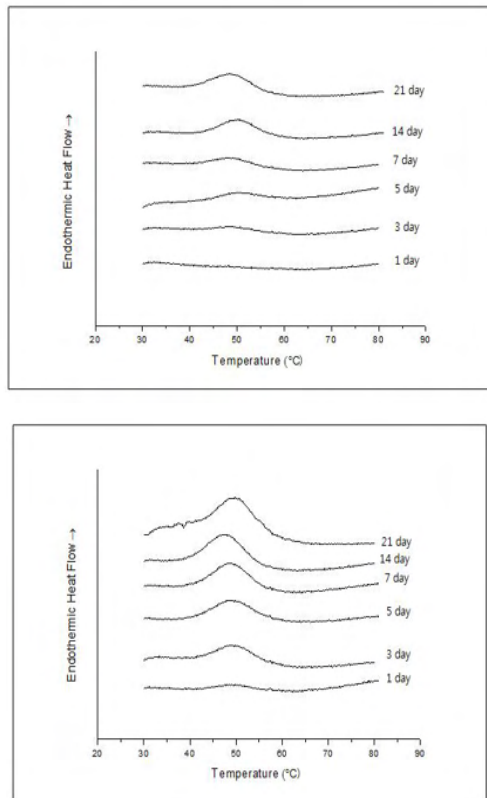 Endothermic Heat Flow →
21 day
14 day
7 day
5 day
3 day
1 day
20 30 40 50 60 70 80 90
Temperature (°C)
Endothermic Heat Flow →
21 day
14 day
7 day
5 day
3 day
1 day
20 30 40 50 60 70 80 90
Temperature (°C)